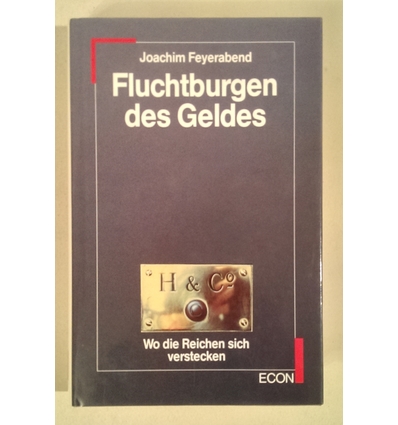 Joachim Feyerabend
Fluchtburgen
des Geldes
H & Co
Wo die Reichen sich
verstecken
ECON